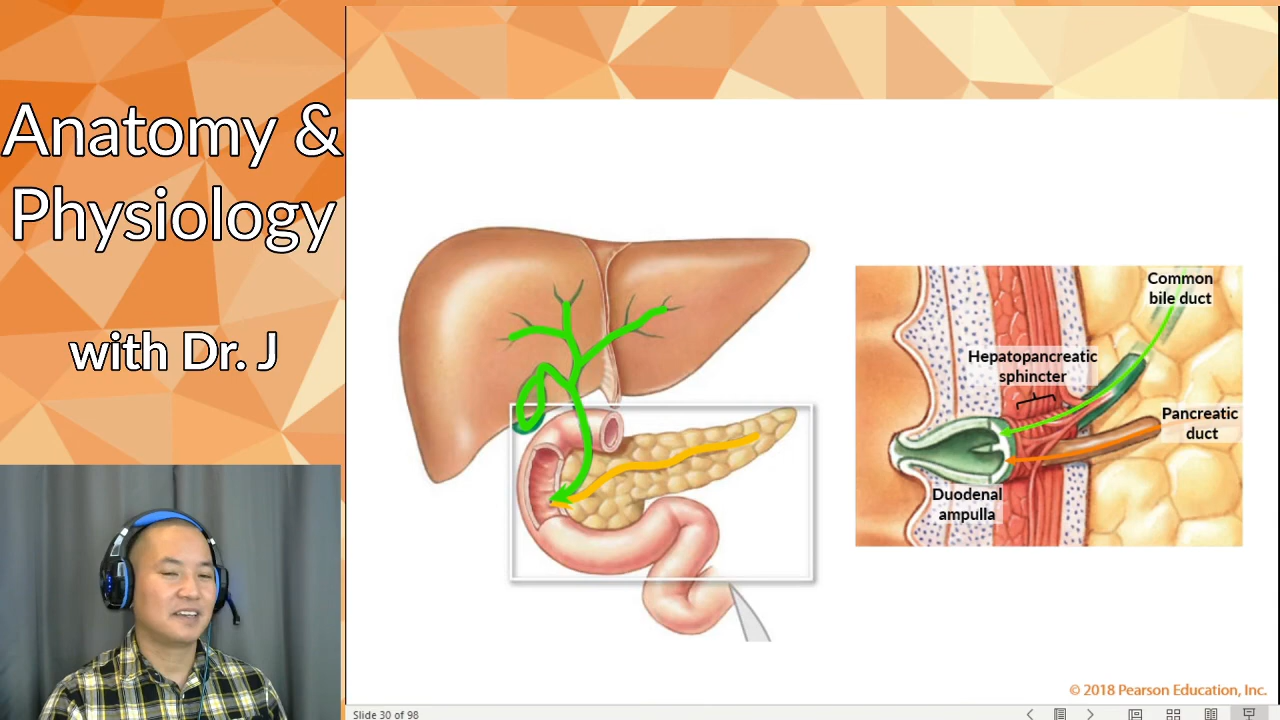 Anatomy &
Physiology
with Dr. J
Common
bile duct
Hepatopancreatic
sphincter
Pancreatic
duct
Duodenal
ampulla
© 2018 Pearson Education, Inc.
Slide 30 of 98